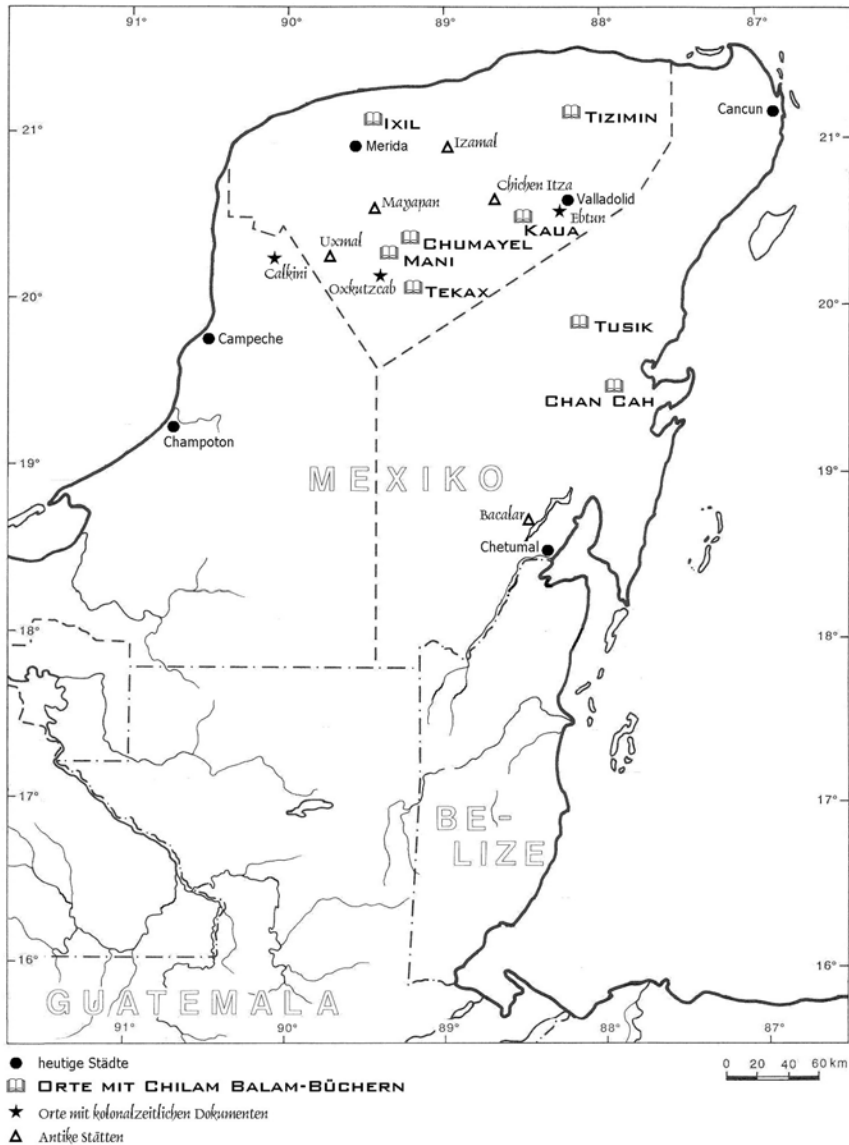 91° 90° 89° 88° 87°
Cancun
21° IXIL TIZIMIN 21°
Merida Izamal
Chichen Itza
Mayapan Valladolid
KAUA Ebtun
CHUMAYEL
Uxmal MANI
Calkini Oxkutzcab TEKAX
20° 20°
TUSIK
Campeche
CHAN CAH
Champoton
19° MEXIKO 19°
Bacalar
Chetumal
18° 18°
17° 17°
BE-
LIZE
16° 16°
GUATEMALA
91° 90° 89° 88° 87°
heutige Städte
0 20 40 60 km
ORTE MIT CHILAM BALAM-BÜCHERN
Orte mit kolonalzeitlichen Dokumenten
Antike Stätten